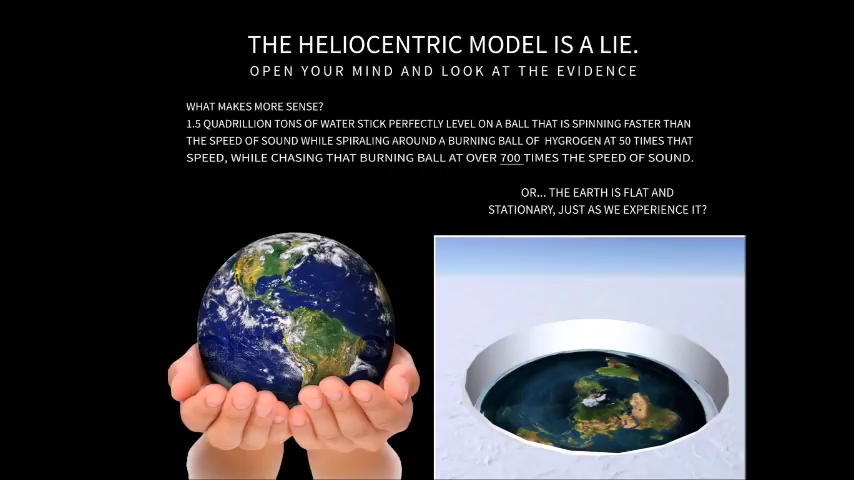 THE HELIOCENTRIC MODEL IS A LIE.
OPEN YOUR MIND AND LOOK AT THE EVIDENCE
WHAT MAKES MORE SENSE?
1.5 QUADRILLION TONS OF WATER STICK PERFECTLY LEVEL ON A BALL THAT IS SPINNING FASTER THAN
THE SPEED OF SOUND WHILE SPIRALING AROUND A BURNING BALL OF HYGROGEN AT 50 TIMES THAT
SPEED, WHILE CHASING THAT BURNING BALL AT OVER 700 TIMES THE SPEED OF SOUND.
OR... THE EARTH IS FLAT AND
STATIONARY, JUST AS WE EXPERIENCE IT?